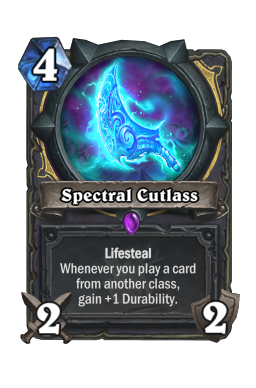 4
Spectral Cutlass
Lifesteal
Whenever you play a card
from another class,
gain +1 Durability.
2
2